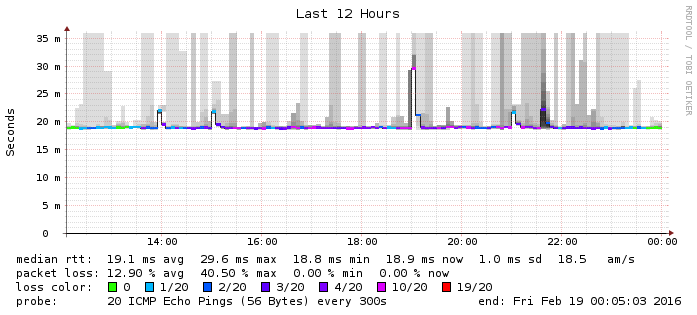 Last 12 Hours
RRDTOOL / TOBI OETIKER
Seconds
35 m
30 m
25 m
20 m
15 m
10 m
5 m
0
14:00 16:00 18:00 20:00 22:00 00:00
median rtt: 19.1 ms avg 29.6 ms max 18.8 ms min 18.9 ms now 1.0 ms sd 18.5 am/s
packet loss: 12.90 % avg 40.50 % max 0.00 % min 0.00 % now
loss color: 0 1/20 2/20 3/20 4/20 10/20 19/20
probe: 20 ICMP Echo Pings (56 Bytes) every 300s end: Fri Feb 19 00:05:03 2016